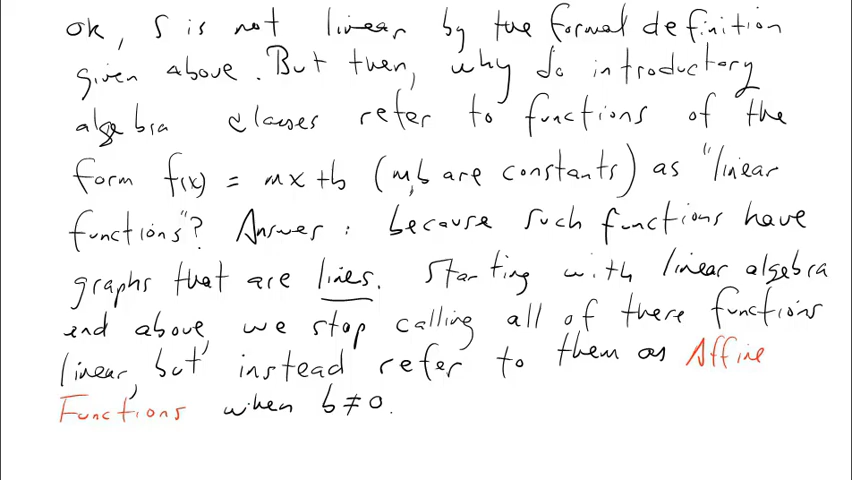 ok, S is not linear by the formal definition
given above. But then, why do introductory
algebra classes refer to functions of the
form f(x) = mx+b (m,b are constants) as "linear
functions"? Answer: because such functions have
graphs that are lines. Starting with linear algebra
and above, we stop calling all of these functions
linear, but instead refer to them as Affine
Functions when b≠0.